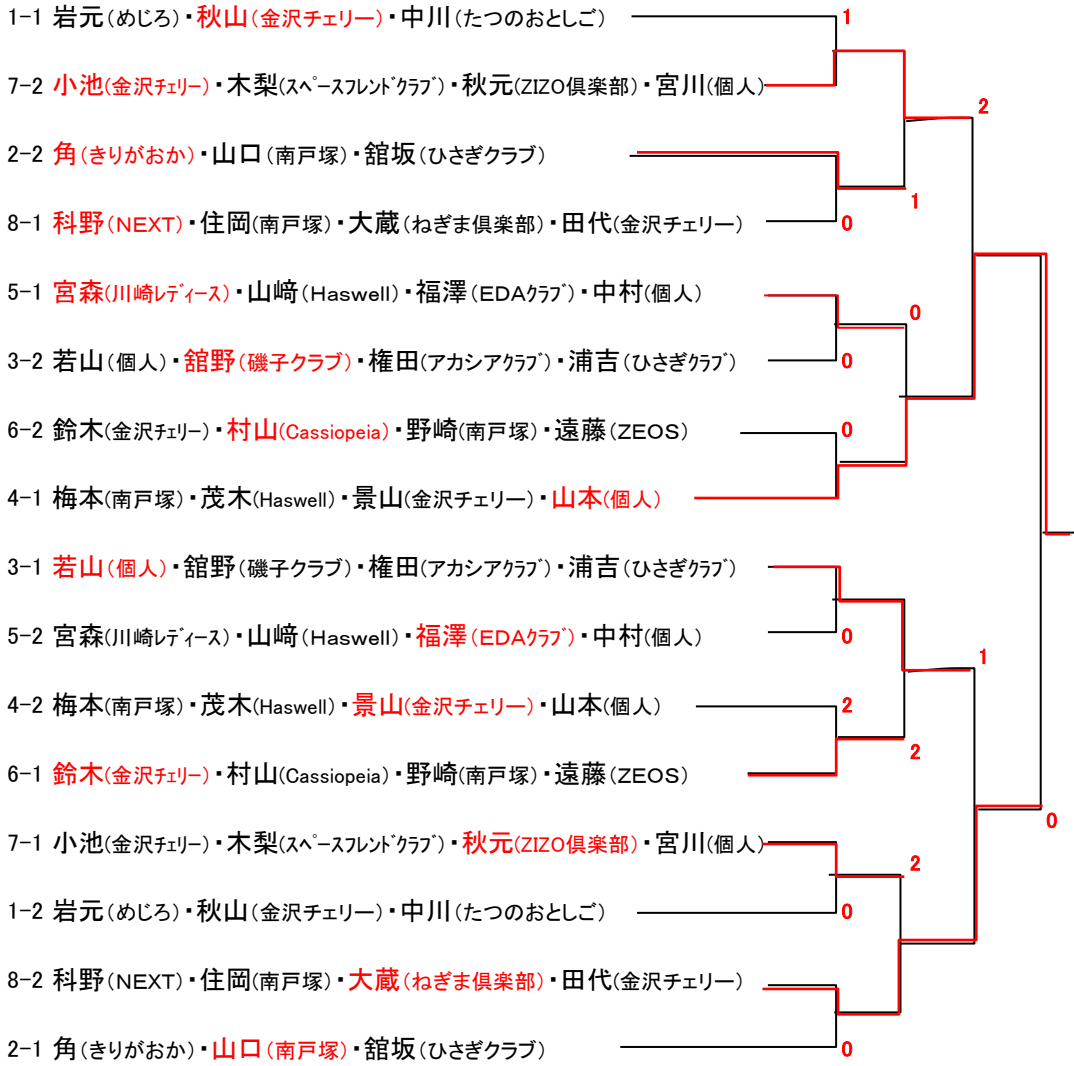 1-1 岩元(めじろ)・秋山(金沢チェリー)・中川(たつのおとしご)
1
7-2 小池(金沢ﾁｪﾘｰ)・木梨(ｽﾍﾟｰｽﾌﾚﾝﾄﾞｸﾗﾌﾞ)・秋元(ZIZO倶楽部)・宮川(個人)
2
2-2 角(きりがおか)・山口(南戸塚)・舘坂(ひさぎクラブ)
1
8-1 科野(NEXT)・住岡(南戸塚)・大蔵(ねぎま倶楽部)・田代(金沢チェリー)
0
5-1 宮森(川崎ﾚﾃﾞｨｰｽ)・山﨑(Haswell)・福澤(EDAｸﾗﾌﾞ)・中村(個人)
0
3-2 若山(個人)・舘野(磯子クラブ)・権田(アカシアｸﾗﾌﾞ)・浦吉(ひさぎｸﾗﾌﾞ)
0
6-2 鈴木(金沢ﾁｪﾘｰ)・村山(Cassiopeia)・野崎(南戸塚)・遠藤(ZEOS)
0
4-1 梅本(南戸塚)・茂木(Haswell)・景山(金沢チェリー)・山本(個人)
3-1 若山(個人)・舘野(磯子クラブ)・権田(アカシアｸﾗﾌﾞ)・浦吉(ひさぎｸﾗﾌﾞ)
5-2 宮森(川崎ﾚﾃﾞｨｰｽ)・山﨑(Haswell)・福澤(EDAｸﾗﾌﾞ)・中村(個人)
0
1
4-2 梅本(南戸塚)・茂木(Haswell)・景山(金沢チェリー)・山本(個人)
2
2
6-1 鈴木(金沢ﾁｪﾘｰ)・村山(Cassiopeia)・野崎(南戸塚)・遠藤(ZEOS)
0
7-1 小池(金沢ﾁｪﾘｰ)・木梨(ｽﾍﾟｰｽﾌﾚﾝﾄﾞｸﾗﾌﾞ)・秋元(ZIZO倶楽部)・宮川(個人)
2
1-2 岩元(めじろ)・秋山(金沢チェリー)・中川(たつのおとしご)
0
8-2 科野(NEXT)・住岡(南戸塚)・大蔵(ねぎま倶楽部)・田代(金沢チェリー)
2-1 角(きりがおか)・山口(南戸塚)・舘坂(ひさぎクラブ)
0